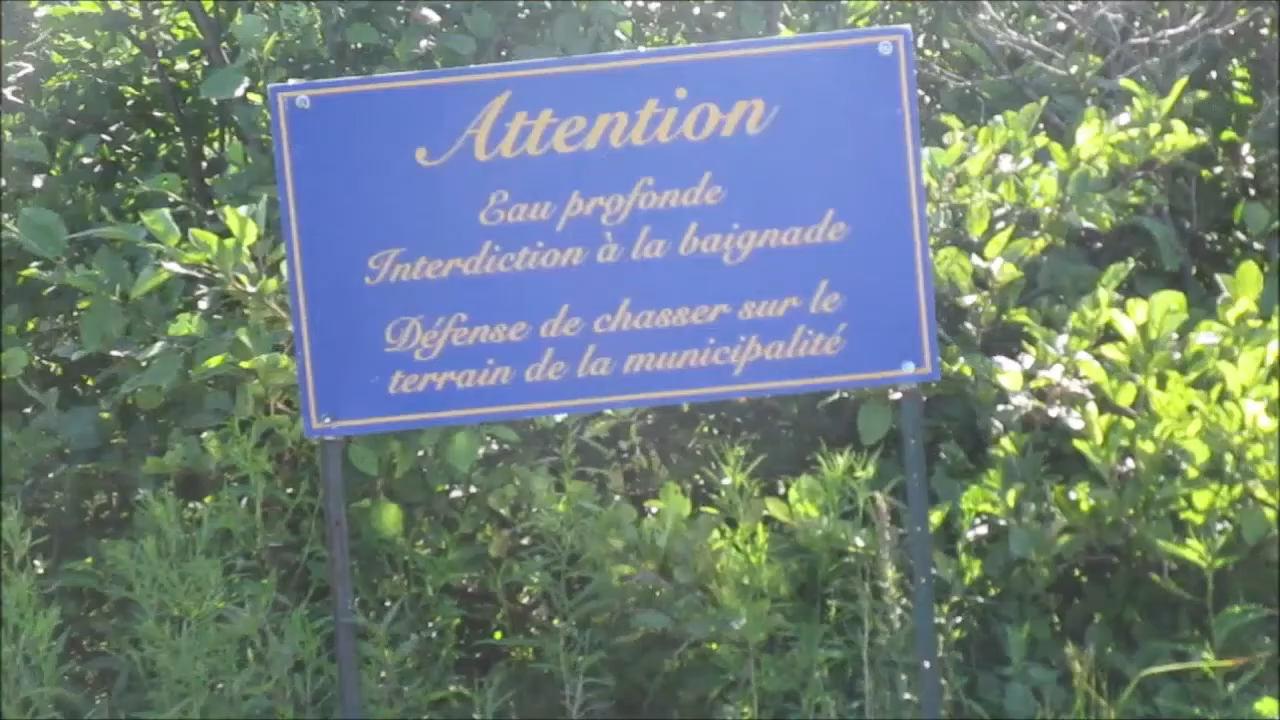 Attention
Eau profonde
Interdiction à la baignade
Défense de chasser sur le
terrain de la municipalité